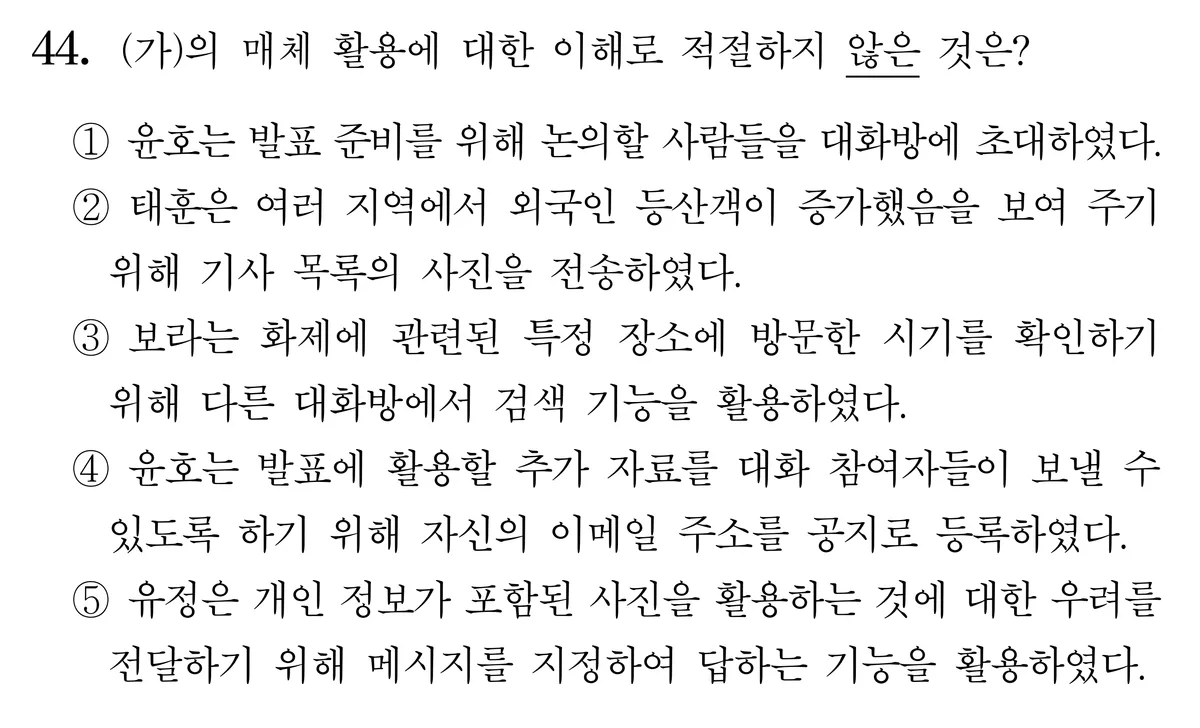 44. (가)의 매체 활용에 대한 이해로 적절하지 않은 것은?
① 윤호는 발표 준비를 위해 논의할 사람들을 대화방에 초대하였다.
② 태훈은 여러 지역에서 외국인 등산객이 증가했음을 보여 주기
위해 기사 목록의 사진을 전송하였다.
③ 보라는 화제에 관련된 특정 장소에 방문한 시기를 확인하기
위해 다른 대화방에서 검색 기능을 활용하였다.
④ 윤호는 발표에 활용할 추가 자료를 대화 참여자들이 보낼 수
있도록 하기 위해 자신의 이메일 주소를 공지로 등록하였다.
⑤ 유정은 개인 정보가 포함된 사진을 활용하는 것에 대한 우려를
전달하기 위해 메시지를 지정하여 답하는 기능을 활용하였다.